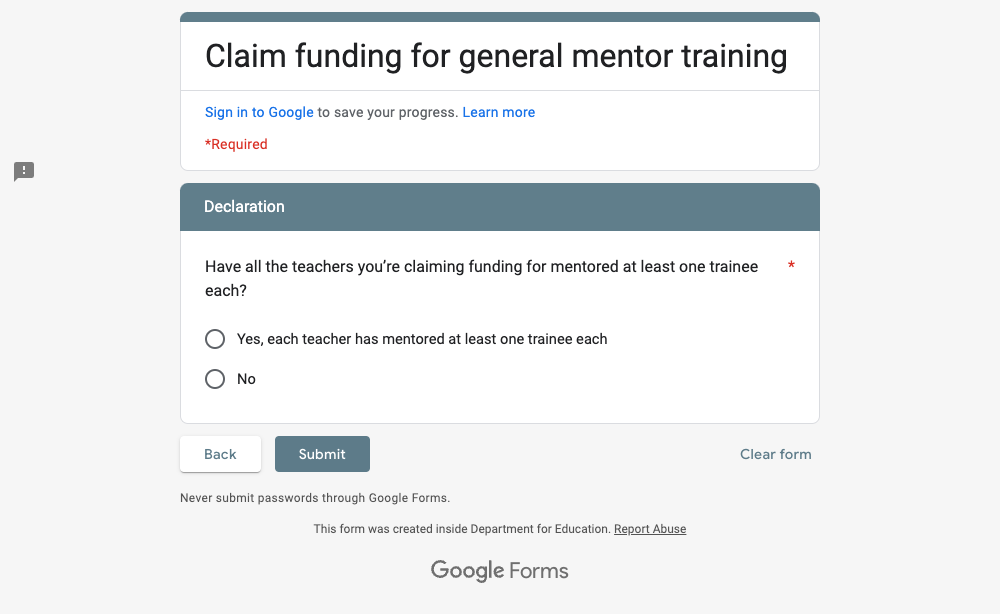 Claim funding for general mentor training
Sign in to Google to save your progress. Learn more
*Required
Declaration
Have all the teachers you’re claiming funding for mentored at least one trainee *
each?
Yes, each teacher has mentored at least one trainee each
No
Back Submit Clear form
Never submit passwords through Google Forms.
This form was created inside Department for Education. Report Abuse
Google Forms